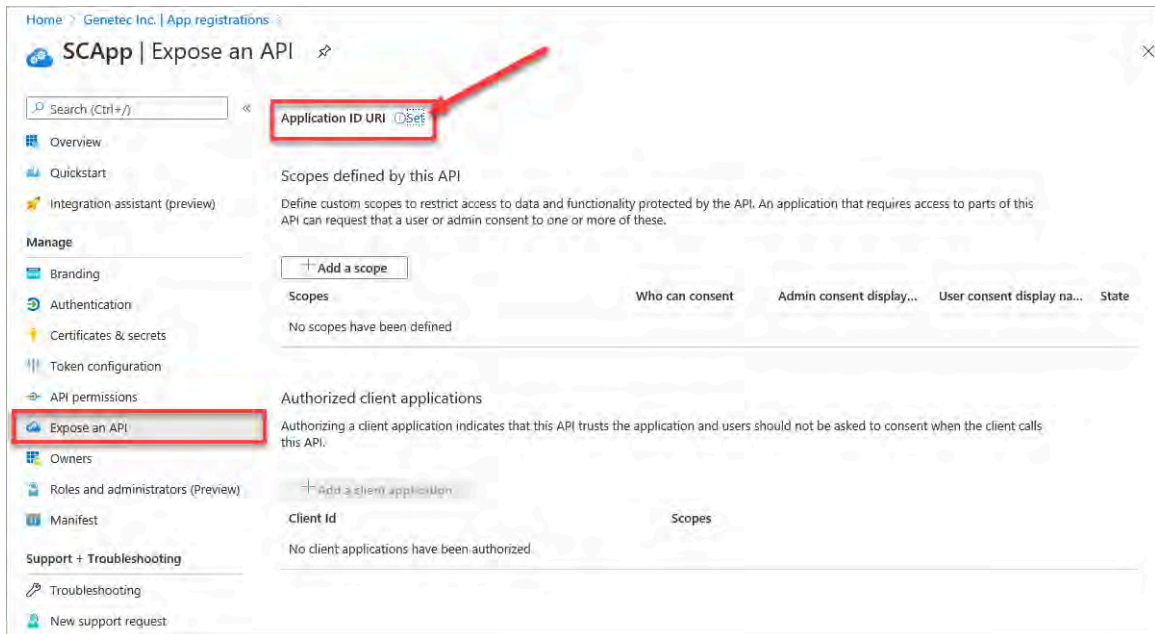 Home > Genetec Inc. | App registrations >
SCApp | Expose an API
Search (Ctrl+/)
«
Overview
Quickstart
Integration assistant (preview)
Manage
Branding
Authentication
Certificates & secrets
Token configuration
API permissions
Expose an API
Owners
Roles and administrators (Preview)
Manifest
Support + Troubleshooting
Troubleshooting
New support request
Application ID URI Set
Scopes defined by this API
Define custom scopes to restrict access to data and functionality protected by the API. An application that requires access to parts of this
API can request that a user or admin consent to one or more of these.
+ Add a scope
Scopes Who can consent Admin consent display... User consent display na... State
No scopes have been defined
Authorized client applications
Authorizing a client application indicates that this API trusts the application and users should not be asked to consent when the client calls
this API.
+ Add a client application
Client Id Scopes
No client applications have been authorized